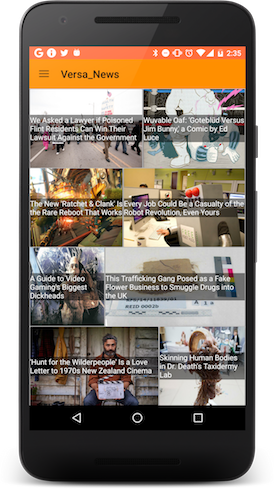 2:35
Versa_News
We Asked a Lawyer if Poisoned
Flint Residents Can Win Their
Lawsuit Against the Government
Wuvable Oaf: 'Goteblüd Versus
Jim Bunny,' a Comic by Ed
Luce
The New 'Ratchet & Clank' Is
the Rare Reboot That Works
Every Job Could Be a Casualty of the
Robot Revolution, Even Yours
A Guide to Video
Gaming's Biggest
Dickheads
This Trafficking Gang Posed as a Fake
Flower Business to Smuggle Drugs into
the UK
'Hunt for the Wilderpeople' Is a Love
Letter to 1970s New Zealand Cinema
Skinning Human Bodies
in Dr. Death's Taxidermy
Lab